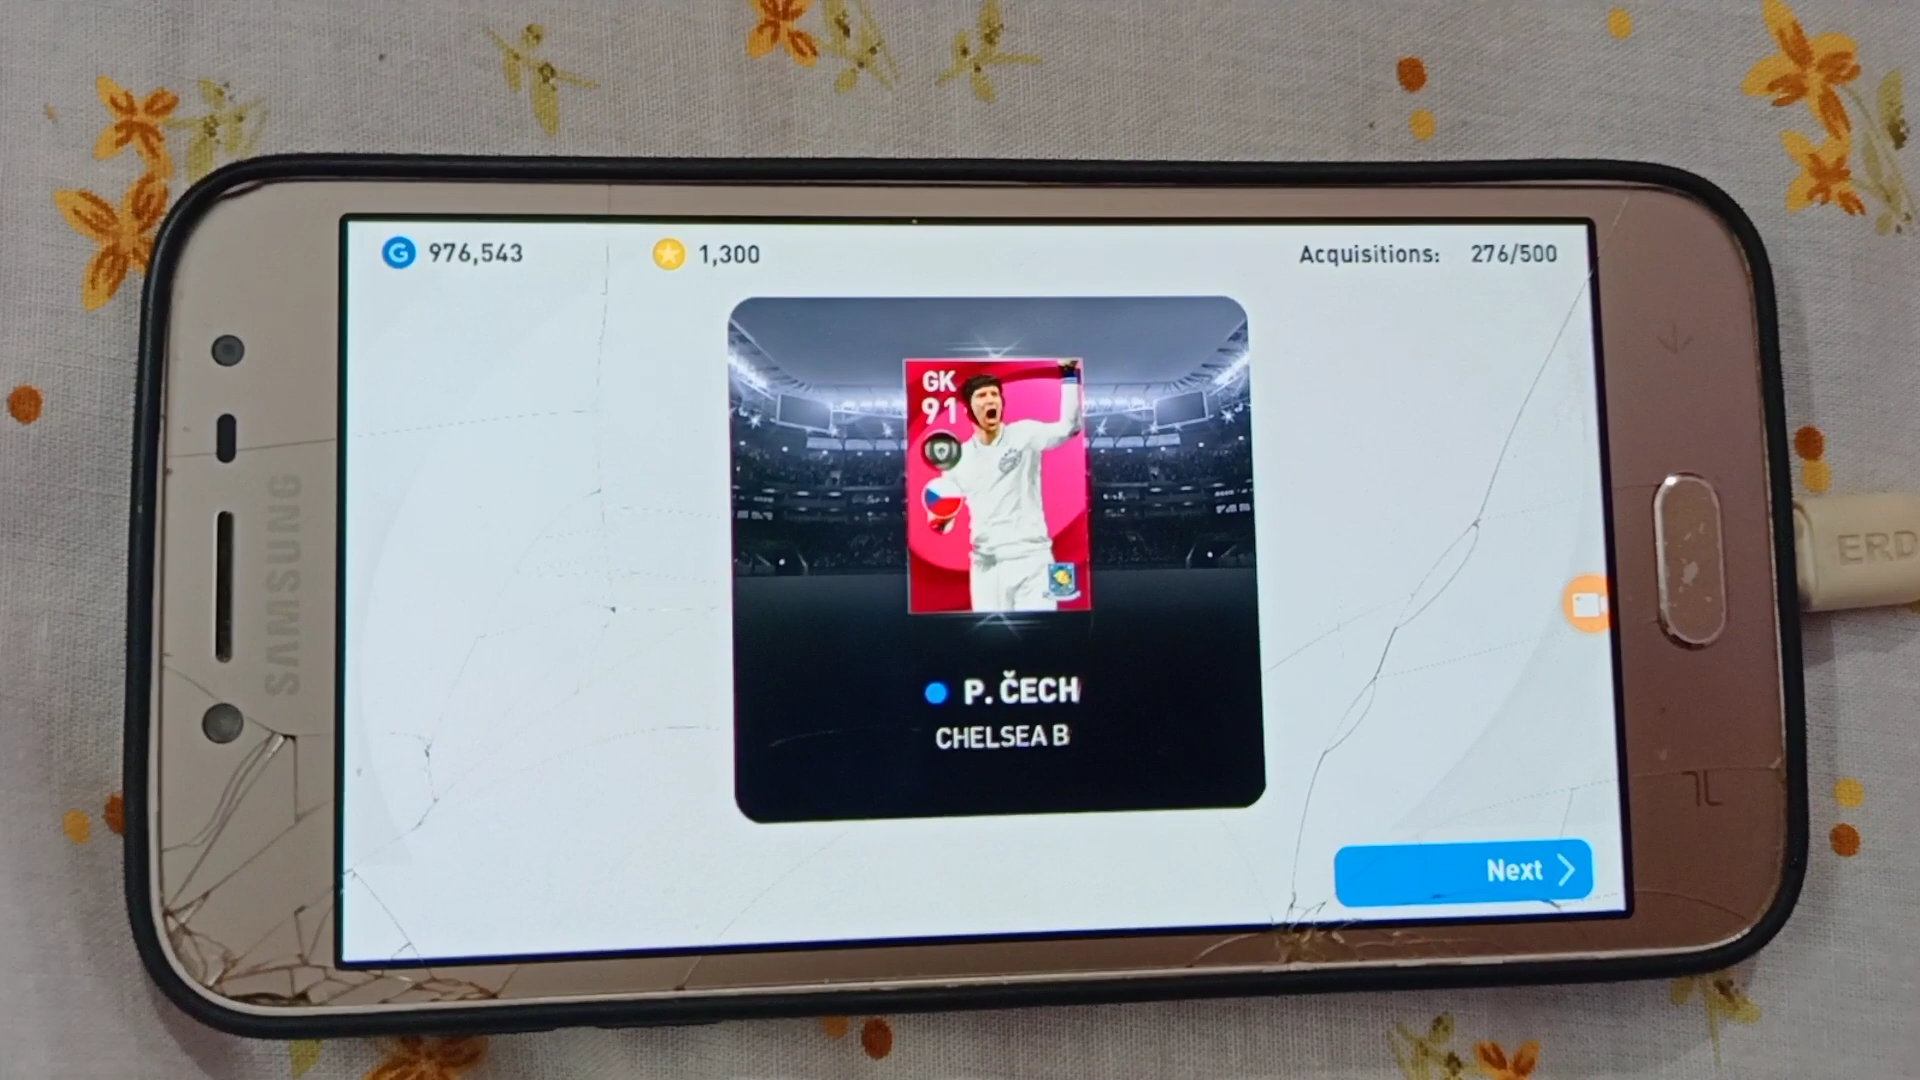 976,543
1,300
Acquisitions: 276/500
GK
91
P. ČECH
CHELSEA B
Next
SAMSUNG
ERD